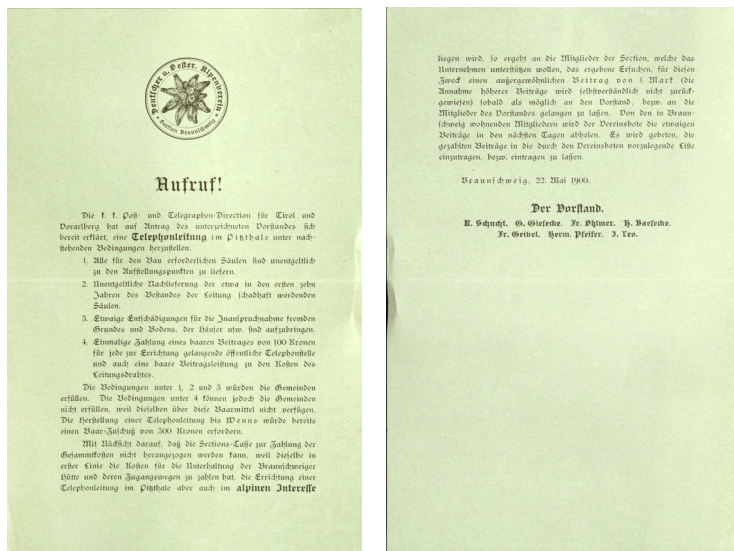 Deutscher u. Oester. Alpenverein
Section Braunschweig
Aufruf!
Die k. k. Post- und Telegraphen-Direction für Tirol und
Vorarlberg hat auf Antrag des unterzeichneten Vorstandes sich
bereit erklärt, eine Telephonleitung im Pitzthale unter nach-
stehenden Bedingungen herzustellen.
1. Alle für den Bau erforderlichen Säulen sind unentgeltlich
zu den Aufstellungspunkten zu liefern.
2. Unentgeltliche Nachlieferung der etwa in den ersten zehn
Jahren des Bestandes der Leitung schadhaft werdenden
Säulen.
3. Etwaige Entschädigungen für die Inanspruchnahme fremden
Grundes und Bodens, der Häuser usw. sind aufzubringen.
4. Einmalige Zahlung eines baaren Beitrages von 100 Kronen
für jede zur Errichtung gelangende öffentliche Telephonstelle
und auch eine baare Beitragsleistung zu den Kosten des
Leitungsdrahtes.
Die Bedingungen unter 1, 2 und 3 würden die Gemeinden
erfüllen. Die Bedingungen unter 4 können jedoch die Gemeinden
nicht erfüllen, weil dieselben über diese Baarmittel nicht verfügen.
Die Herstellung einer Telephonleitung bis Wenns würde bereits
einen Baar-Zuschuß von 500 Kronen erfordern.
Mit Rücksicht darauf, daß die Sections-Casse zur Zahlung der
Gesammtkosten nicht herangezogen werden kann, weil dieselbe in
erster Linie die Kosten für die Unterhaltung der Braunschweiger
Hütte und deren Zugangswegen zu zahlen hat, die Errichtung einer
Telephonleitung im Pitzthale aber auch im alpinen Interesse
liegen wird, so ergeht an die Mitglieder der Section, welche das
Unternehmen unterstützen wollen, das ergebene Ersuchen, für diesen
Zweck einen außergewöhnlichen Beitrag von 1 Mark (die
Annahme höherer Beiträge wird selbstverständlich nicht zurück-
gewiesen) sobald als möglich an den Vorstand, bezw. an die
Mitglieder des Vorstandes gelangen zu lassen. Von den in Braun-
schweig wohnenden Mitgliedern wird der Vereinsbote die etwaigen
Beiträge in den nächsten Tagen abholen. Es wird gebeten, die
gezahlten Beiträge in die durch den Vereinsboten vorzulegende Liste
einzutragen, bezw. eintragen zu lassen.
Braunschweig, 22. Mai 1900.
Der Vorstand.
R. Schucht. G. Gieseke. Fr. Ohlmer. H. Baesecke.
Fr. Geibel. Herm. Pfeifer. J. Leo.